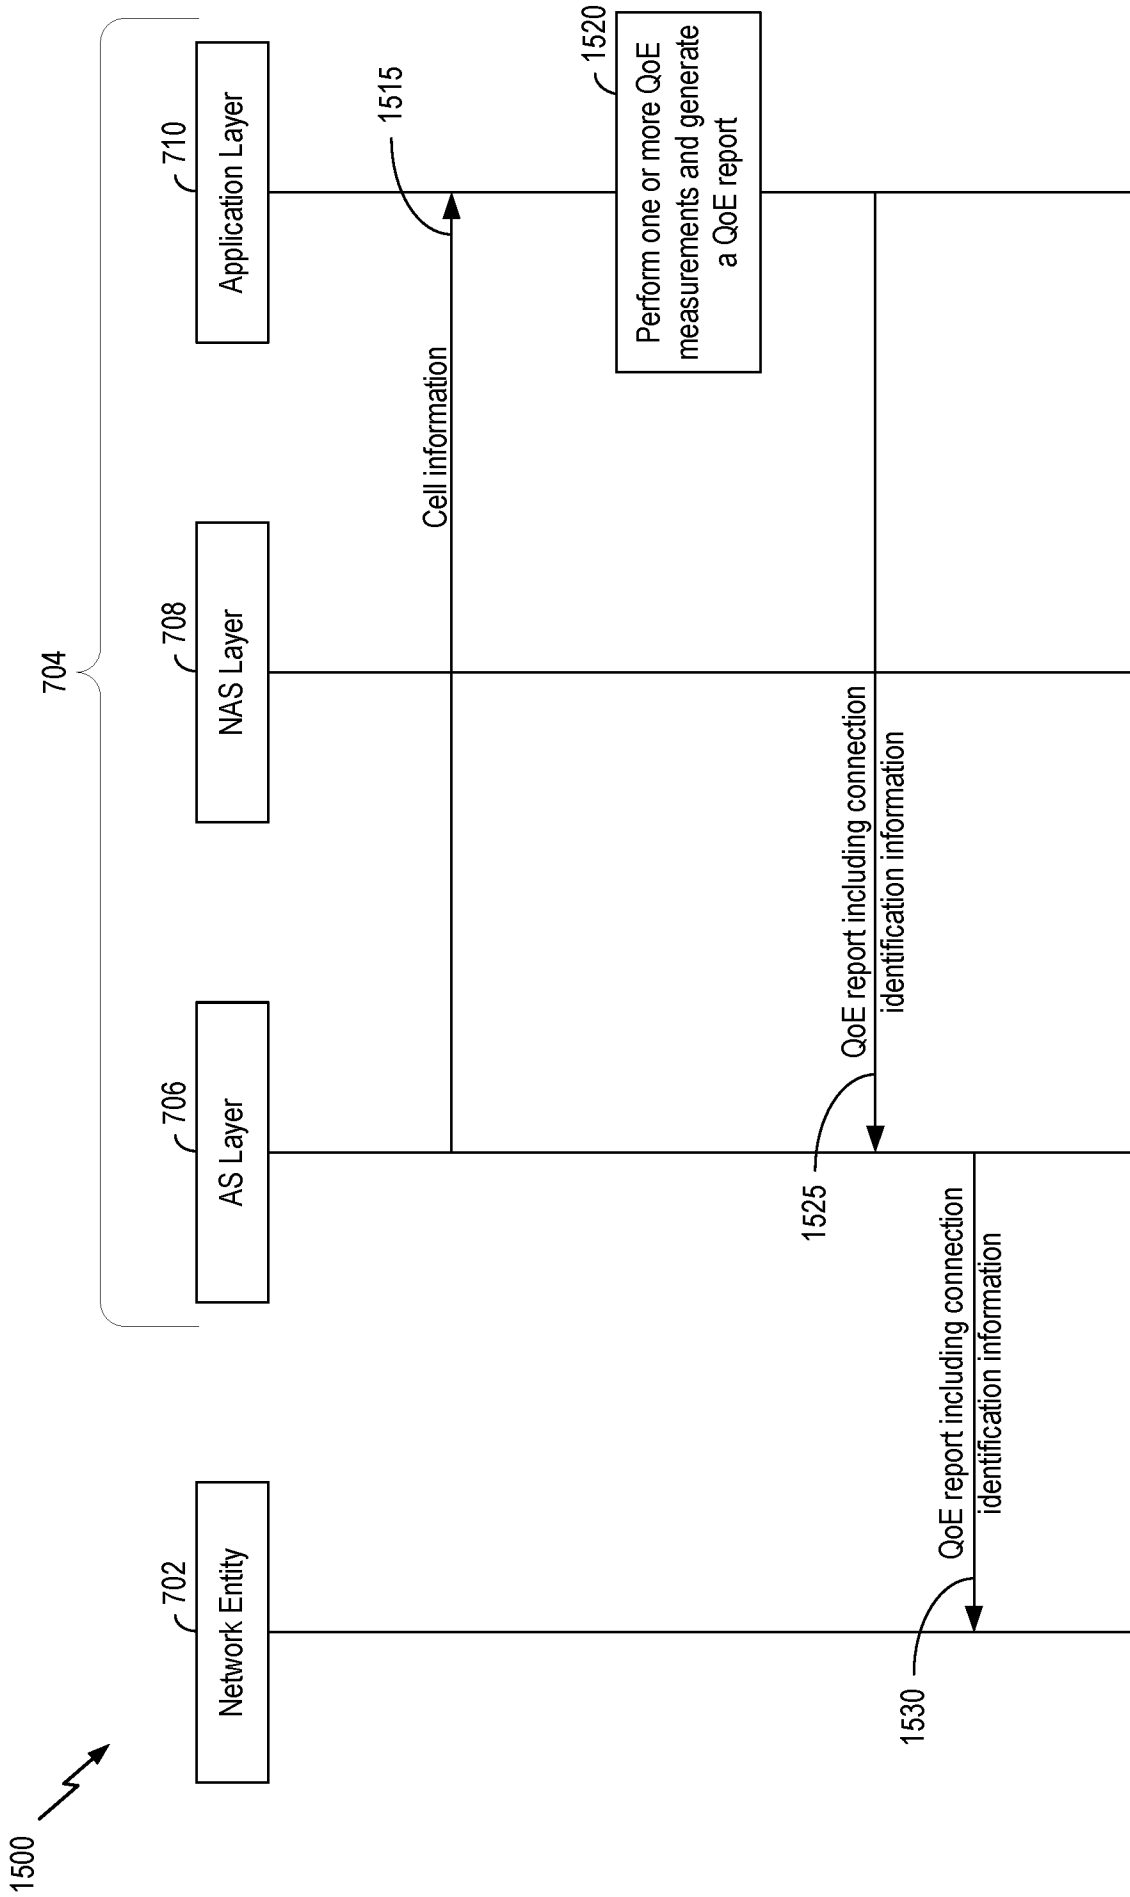 1500
704
702
Network Entity
706
AS Layer
708
NAS Layer
710
Application Layer
Cell information
1515
1520
Perform one or more QoE
measurements and generate
a QoE report
QoE report including connection
identification information
1525
QoE report including connection
identification information
1530